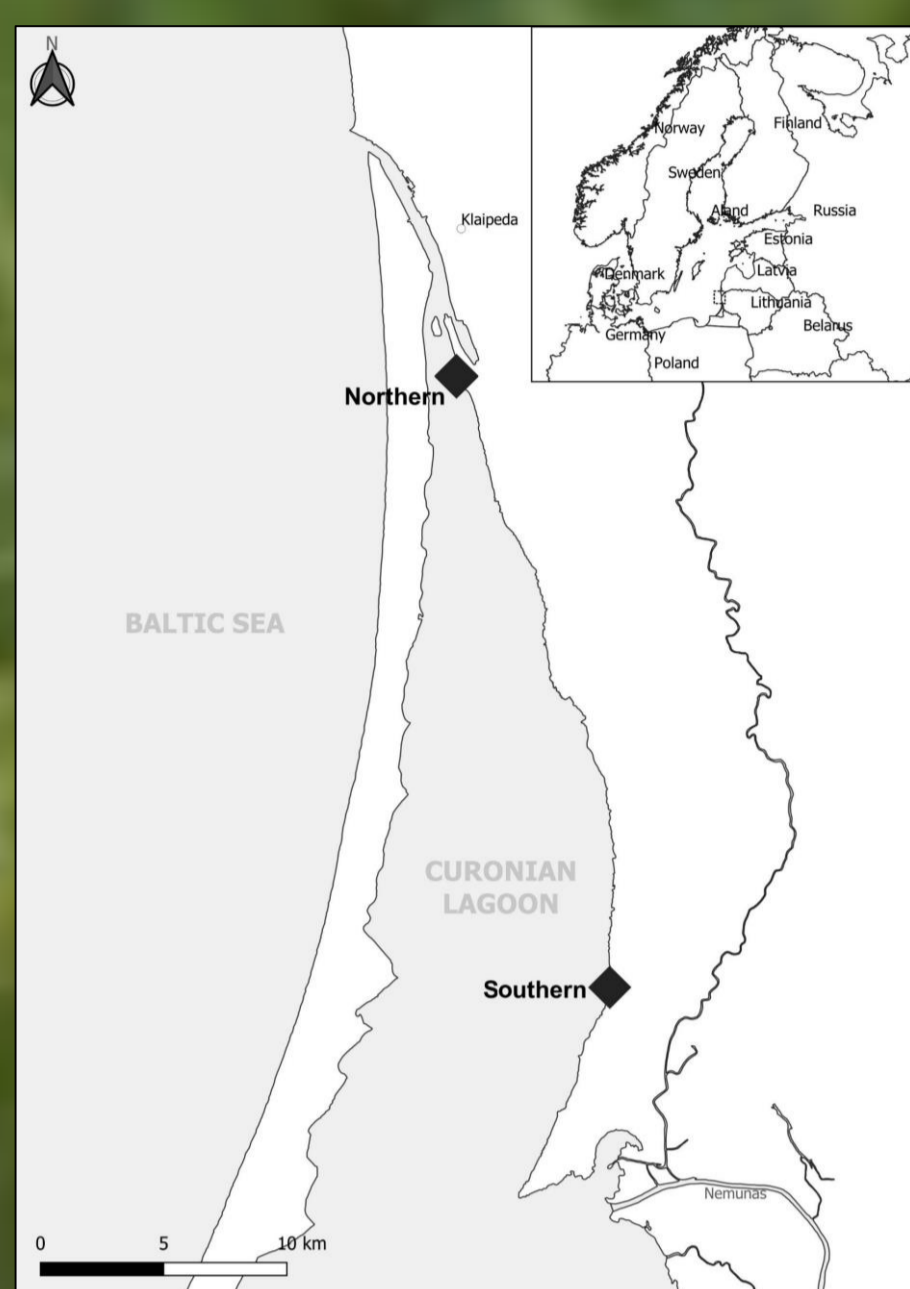 N
Norway
Finland
Sweden
Aland
Russia
Estonia
Denmark
Latvia
Lithuania
Belarus
Germany
Poland
Klaipeda
Northern
BALTIC SEA
CURONIAN
LAGOON
Southern
Nemunas
0 5 10 km